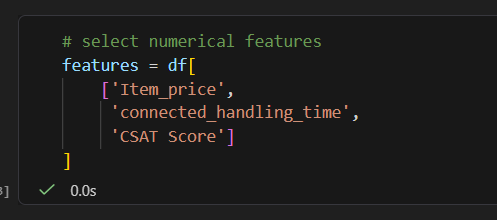 # select numerical features
features = df[
['Item_price',
'connected_handling_time',
'CSAT Score']
]
0.0s